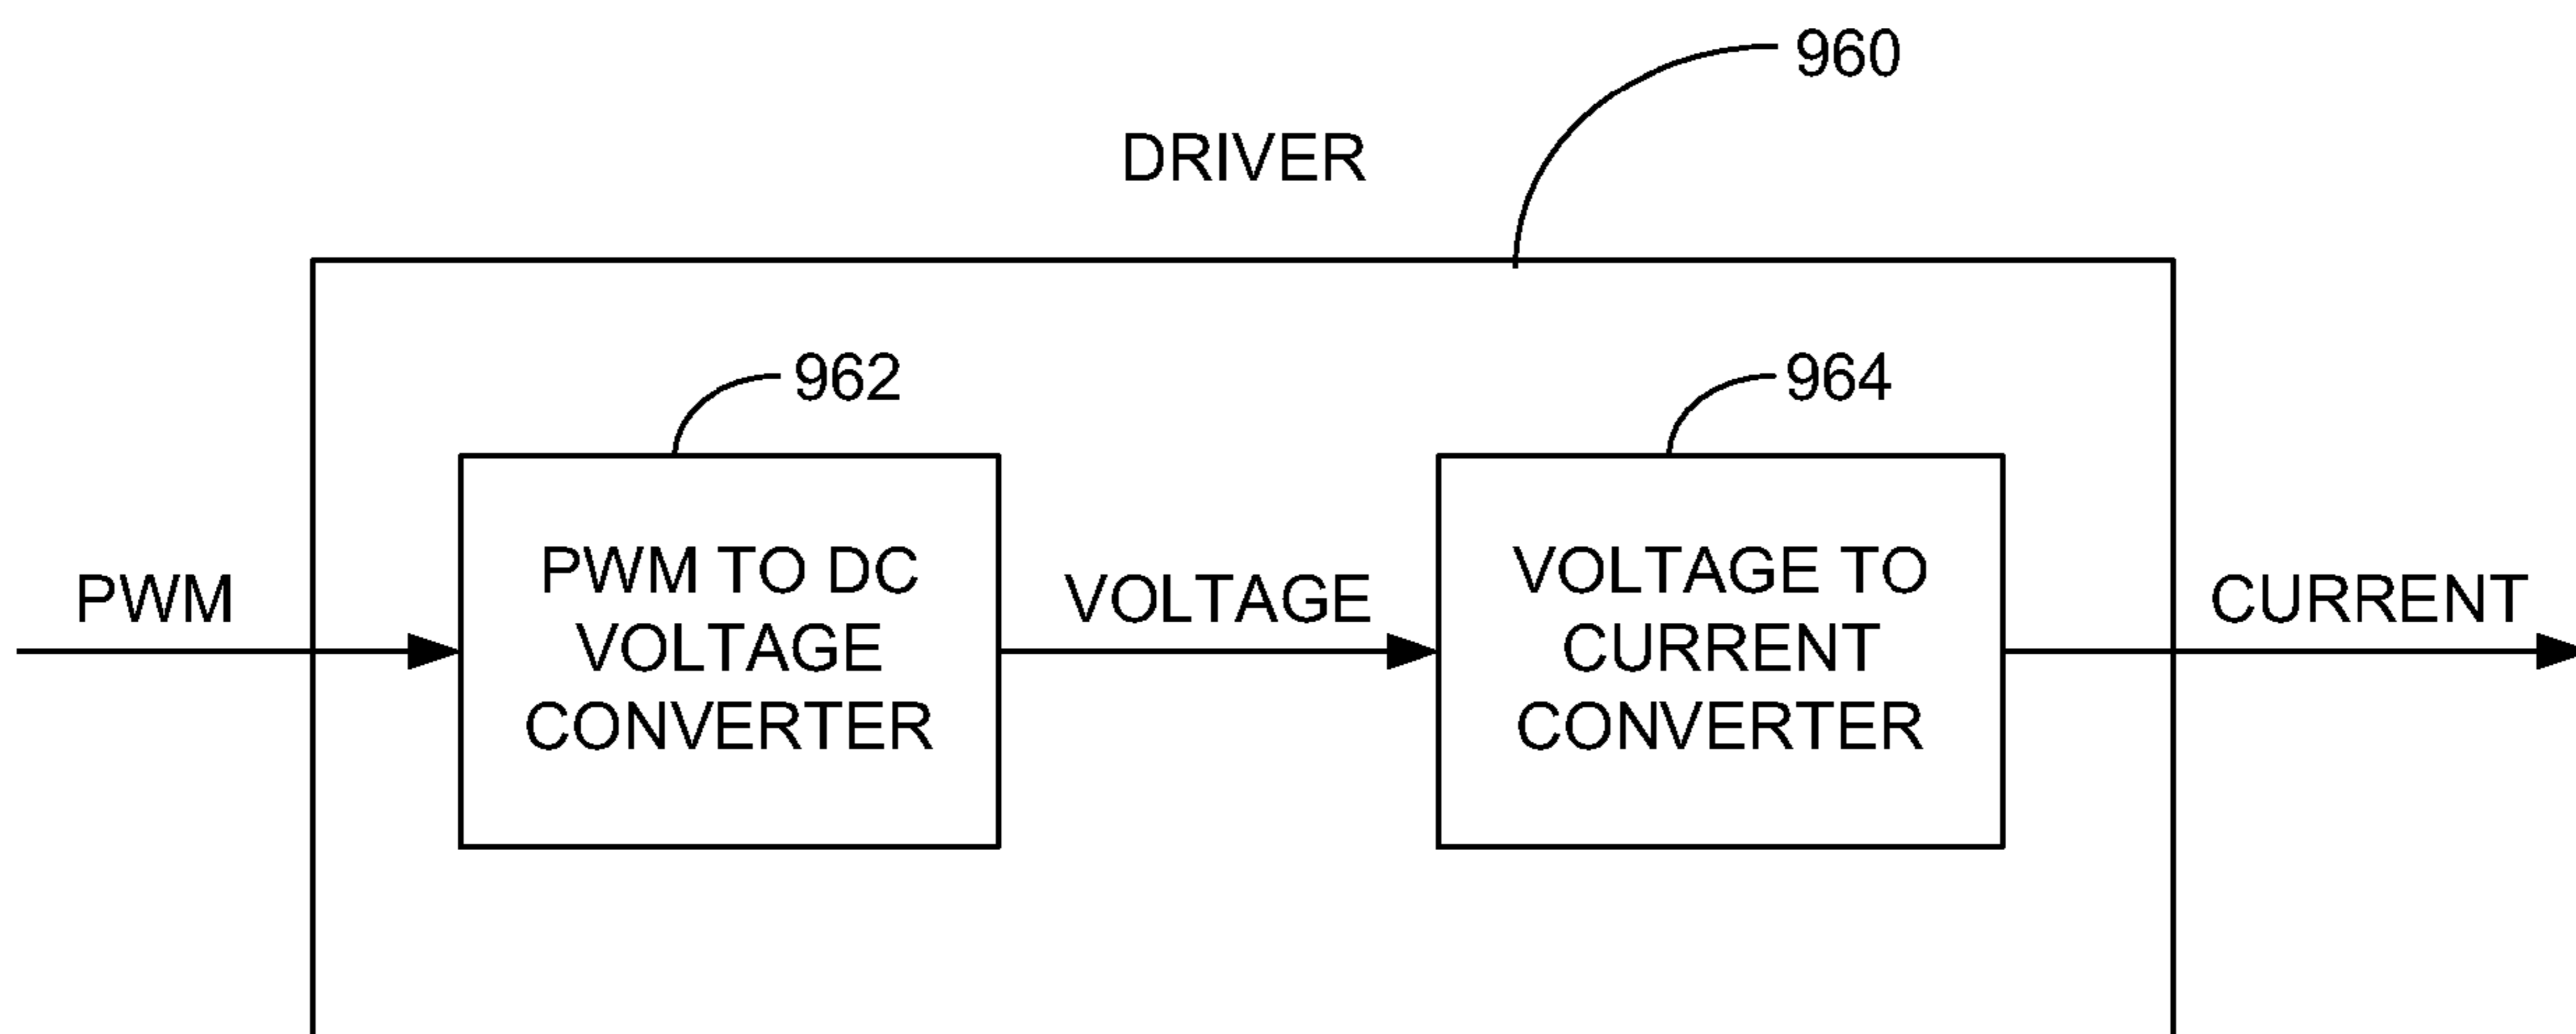 960
DRIVER
962
964
PWM
PWM TO DC
VOLTAGE
CONVERTER
VOLTAGE
VOLTAGE TO
CURRENT
CONVERTER
CURRENT